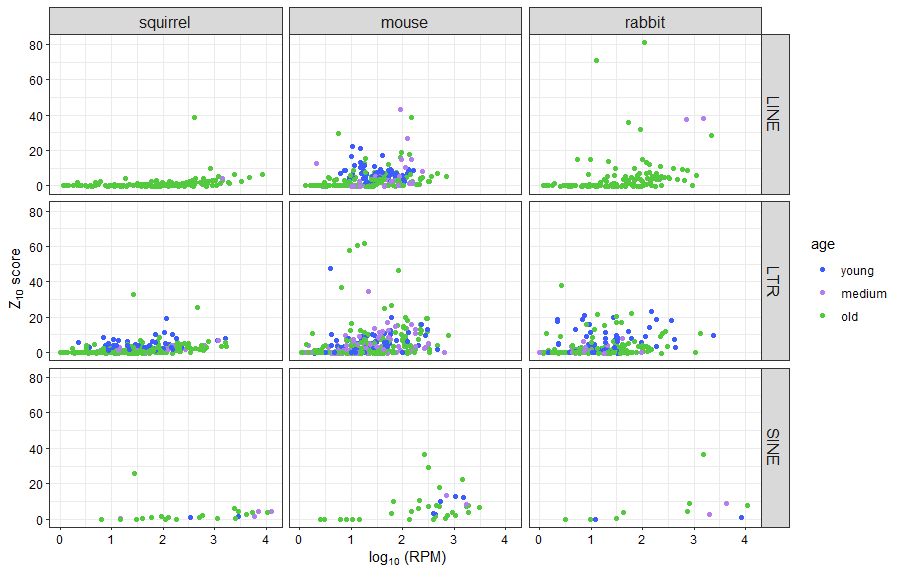 squirrel mouse rabbit
80
60
40
20
0
LINE
80
60
40
20
0
LTR
80
60
40
20
0
SINE
Z10 score
0 1 2 3 4 0 1 2 3 4 0 1 2 3 4
log10 (RPM)
age
young
medium
old